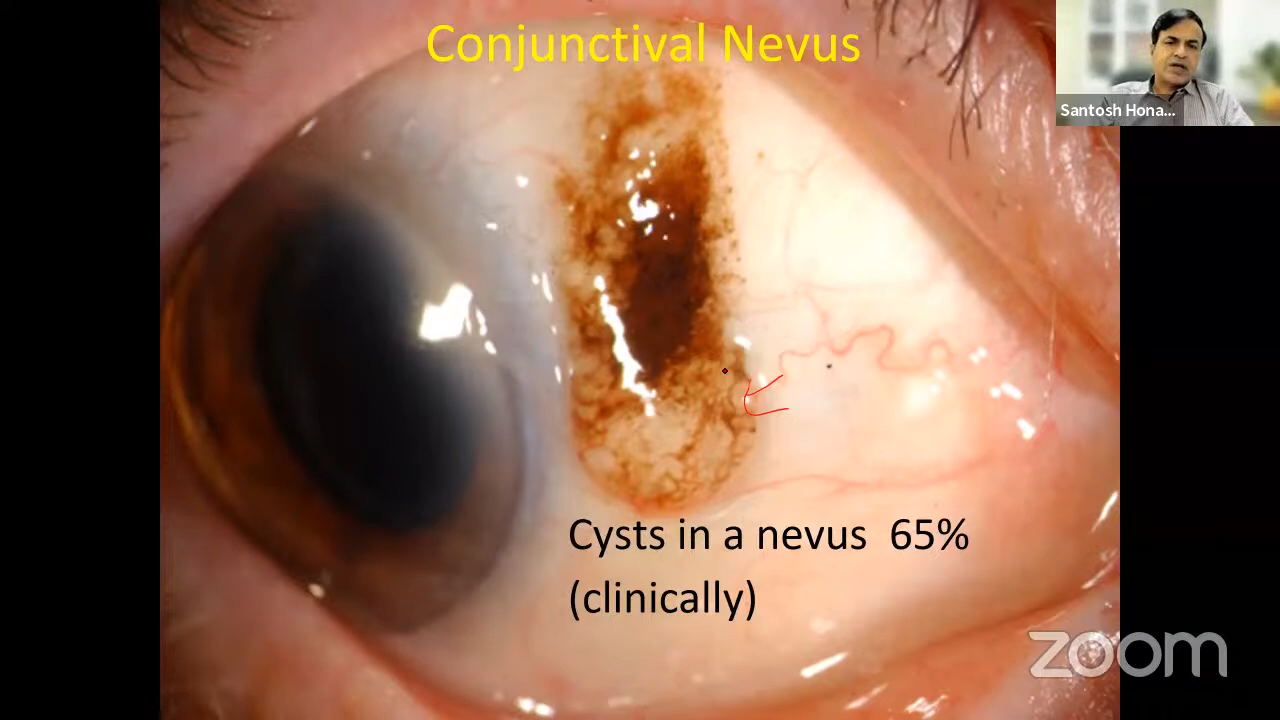 Conjunctival Nevus
Santosh Hona...
Cysts in a nevus 65%
(clinically)
zoom